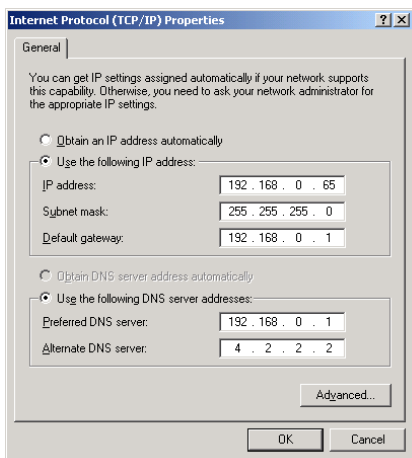 Internet Protocol (TCP/IP) Properties ? X
General
You can get IP settings assigned automatically if your network supports
this capability. Otherwise, you need to ask your network administrator for
the appropriate IP settings.
Obtain an IP address automatically
Use the following IP address:
IP address: 192 . 168 . 0 . 65
Subnet mask: 255 . 255 . 255 . 0
Default gateway: 192 . 168 . 0 . 1
Obtain DNS server address automatically
Use the following DNS server addresses:
Preferred DNS server: 192 . 168 . 0 . 1
Alternate DNS server: 4 . 2 . 2 . 2
Advanced...
OK Cancel